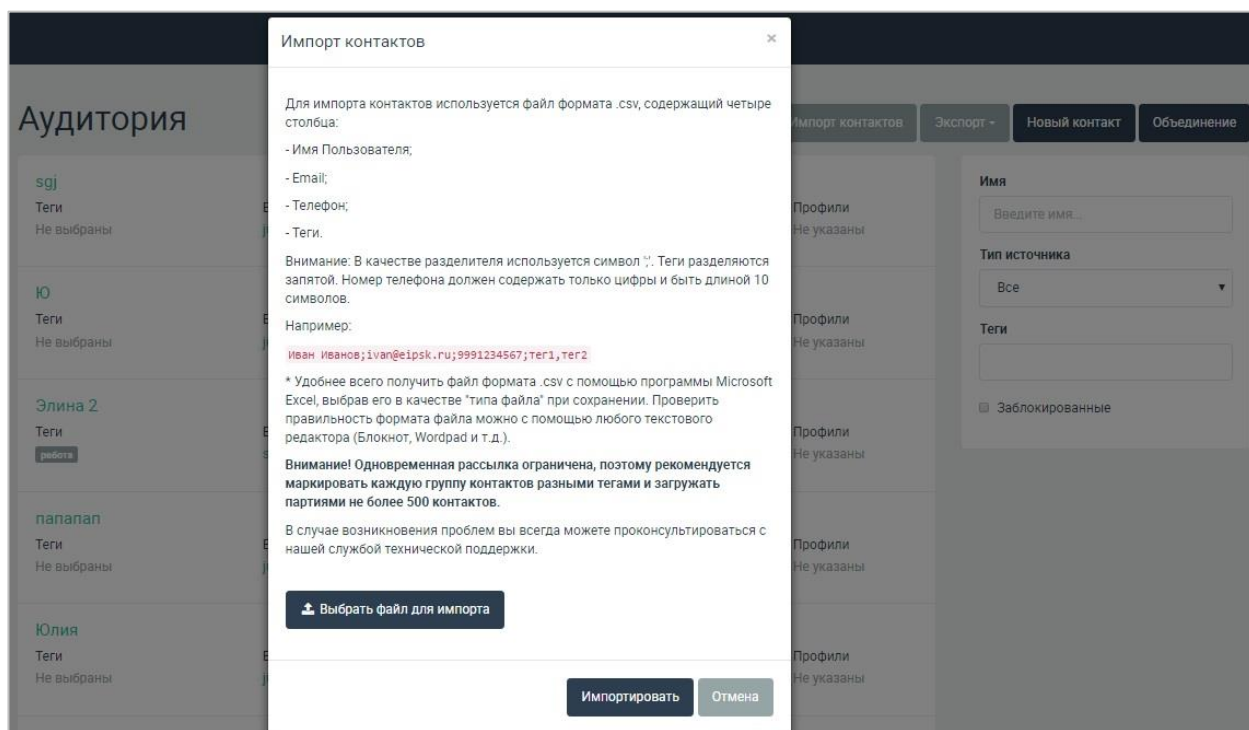 Импорт контактов
×
Для импорта контактов используется файл формата .csv, содержащий четыре
столбца:
- Имя Пользователя;
- Email;
- Телефон;
- Теги.
Внимание: В качестве разделителя используется символ ';'. Теги разделяются
запятой. Номер телефона должен содержать только цифры и быть длиной 10
символов.
Например:
Иван Иванов;ivan@eipsk.ru;9991234567;тег1,тег2
* Удобнее всего получить файл формата .csv с помощью программы Microsoft
Excel, выбрав его в качестве "типа файла" при сохранении. Проверить
правильность формата файла можно с помощью любого текстового
редактора (Блокнот, Wordpad и т.д.).
Внимание! Одновременная рассылка ограничена, поэтому рекомендуется
маркировать каждую группу контактов разными тегами и загружать
партиями не более 500 контактов.
В случае возникновения проблем вы всегда можете проконсультироваться с
нашей службой технической поддержки.
Выбрать файл для импорта
Импортировать Отмена
Аудитория
Импорт контактов Экспорт Новый контакт Объединение
sgj
Теги Профили
Не выбраны Не указаны
Ю
Теги Профили
Не выбраны Не указаны
Элина 2
Теги Профили
работа Не указаны
папапап
Теги Профили
Не выбраны Не указаны
Юлия
Теги Профили
Не выбраны Не указаны
Имя
Введите имя...
Тип источника
Все
Теги
Заблокированные